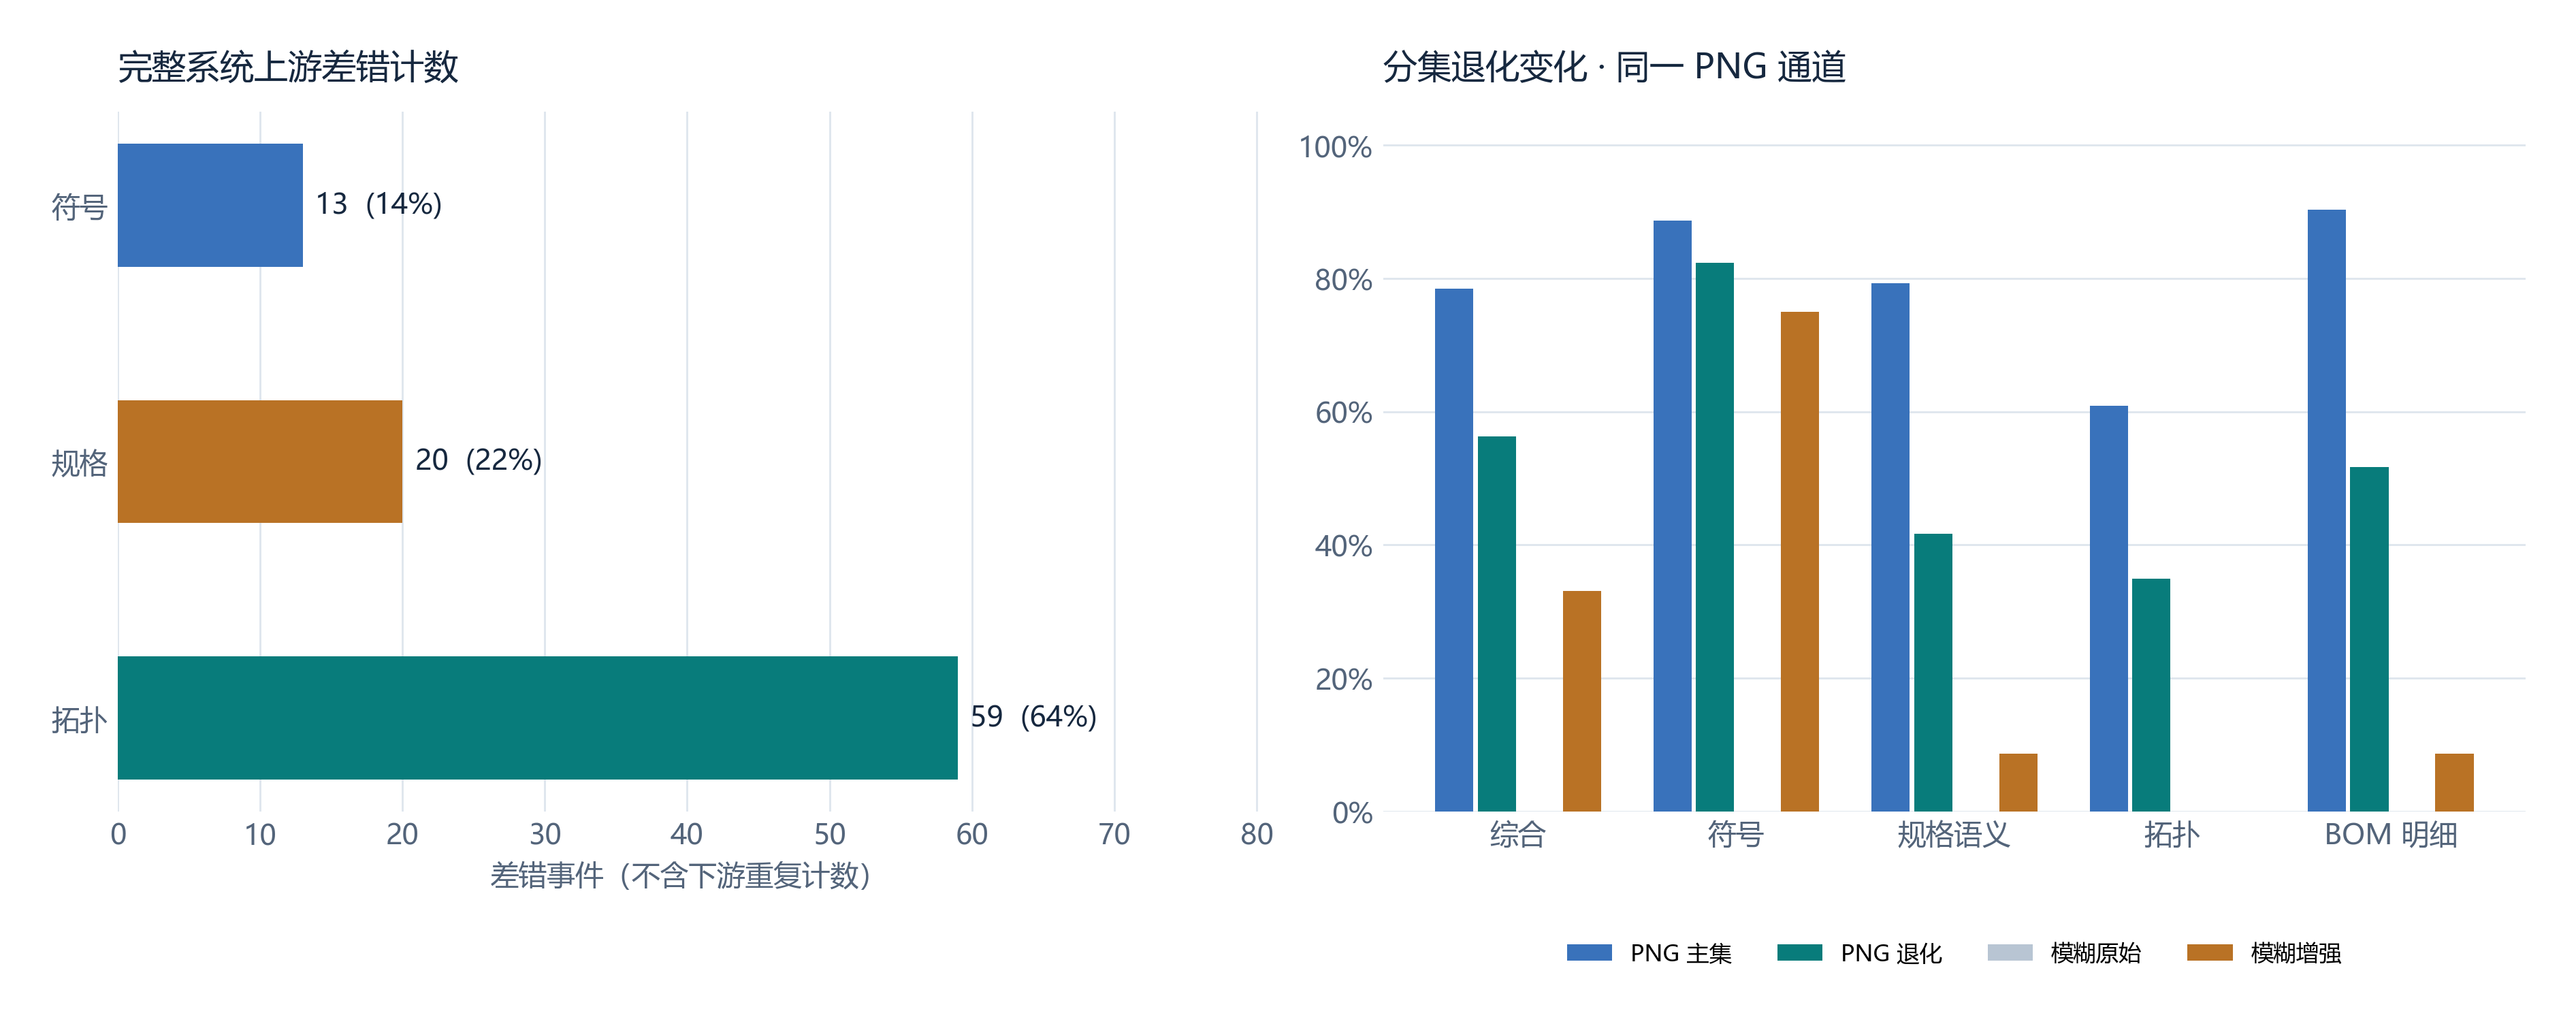 完整系统上游差错计数
符号
13 (14%)
规格
20 (22%)
拓扑
59 (64%)
0 10 20 30 40 50 60 70 80
差错事件（不含下游重复计数）
分集退化变化 · 同一 PNG 通道
100%
80%
60%
40%
20%
0%
综合 符号 规格语义 拓扑 BOM 明细
PNG 主集 PNG 退化 模糊原始 模糊增强